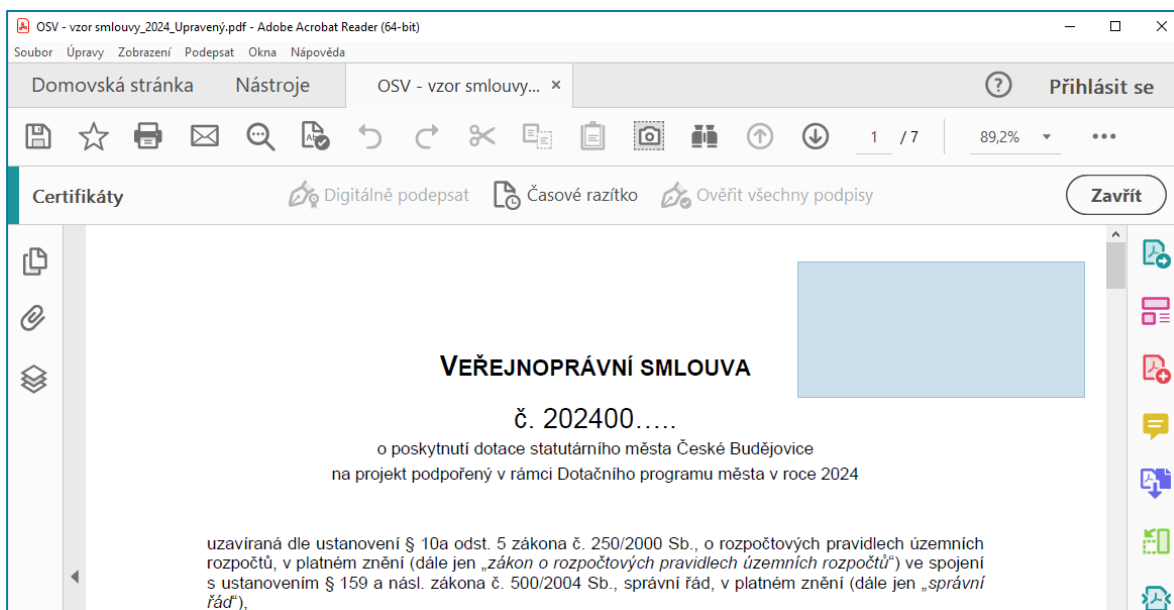 OSV - vzor smlouvy_2024_Upravený.pdf - Adobe Acrobat Reader (64-bit)
Soubor Úpravy Zobrazení Podepsat Okna Nápověda
Domovská stránka Nástroje OSV - vzor smlouvy... × Přihlásit se
1 / 7 89,2%
Certifikáty Digitálně podepsat Časové razítko Ověřit všechny podpisy Zavřít
VEŘEJNOPRÁVNÍ SMLOUVA
č. 202400.....
o poskytnutí dotace statutárního města České Budějovice
na projekt podpořený v rámci Dotačního programu města v roce 2024
uzavíraná dle ustanovení § 10a odst. 5 zákona č. 250/2000 Sb., o rozpočtových pravidlech územních
rozpočtů, v platném znění (dále jen „zákon o rozpočtových pravidlech územních rozpočtů“) ve spojení
s ustanovením § 159 a násl. zákona č. 500/2004 Sb., správní řád, v platném znění (dále jen „správní
řád“),